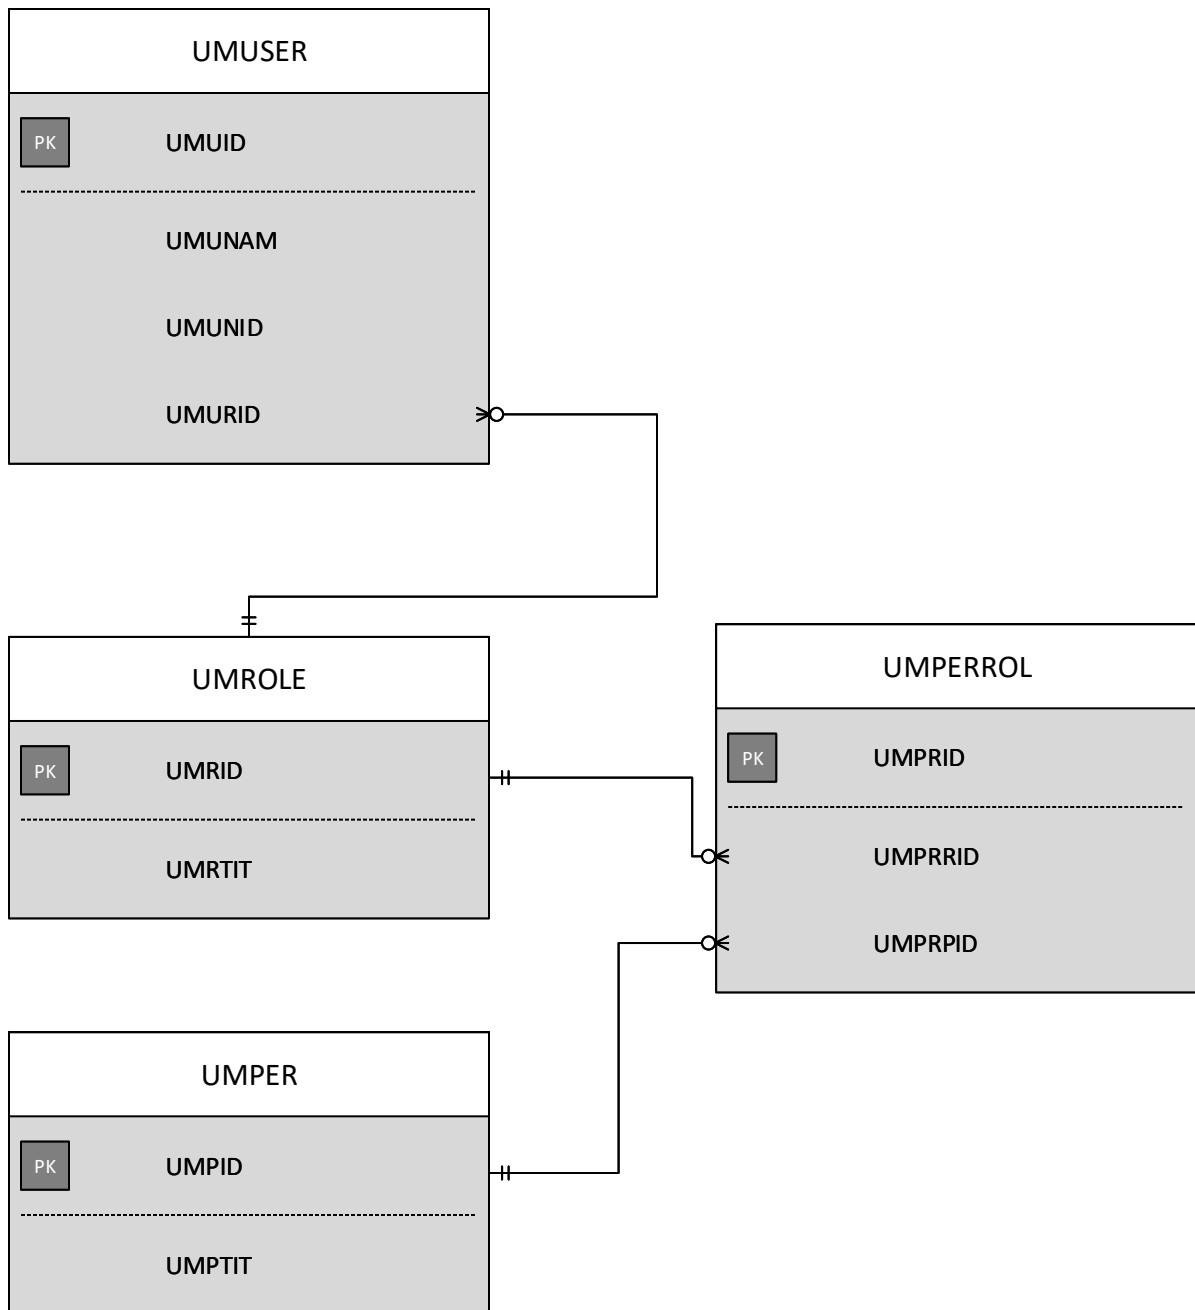 UMUSER
PK UMUID
UMUNAM
UMUNID
UMURID
UMROLE
PK UMRID
UMRTIT
UMPERROL
PK UMPRID
UMPRRID
UMPRPID
UMPER
PK UMPID
UMPTIT